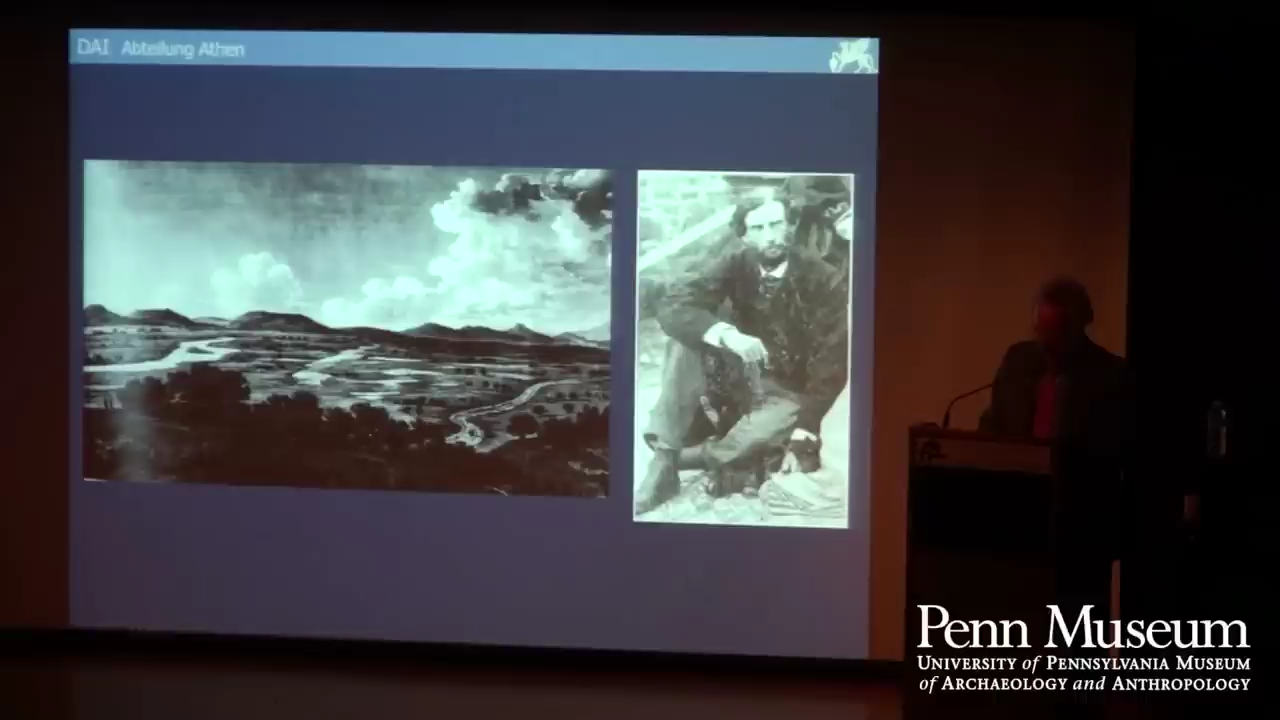 DAI Abteilung Athen
Penn Museum
UNIVERSITY of PENNSYLVANIA MUSEUM
of ARCHAEOLOGY and ANTHROPOLOGY